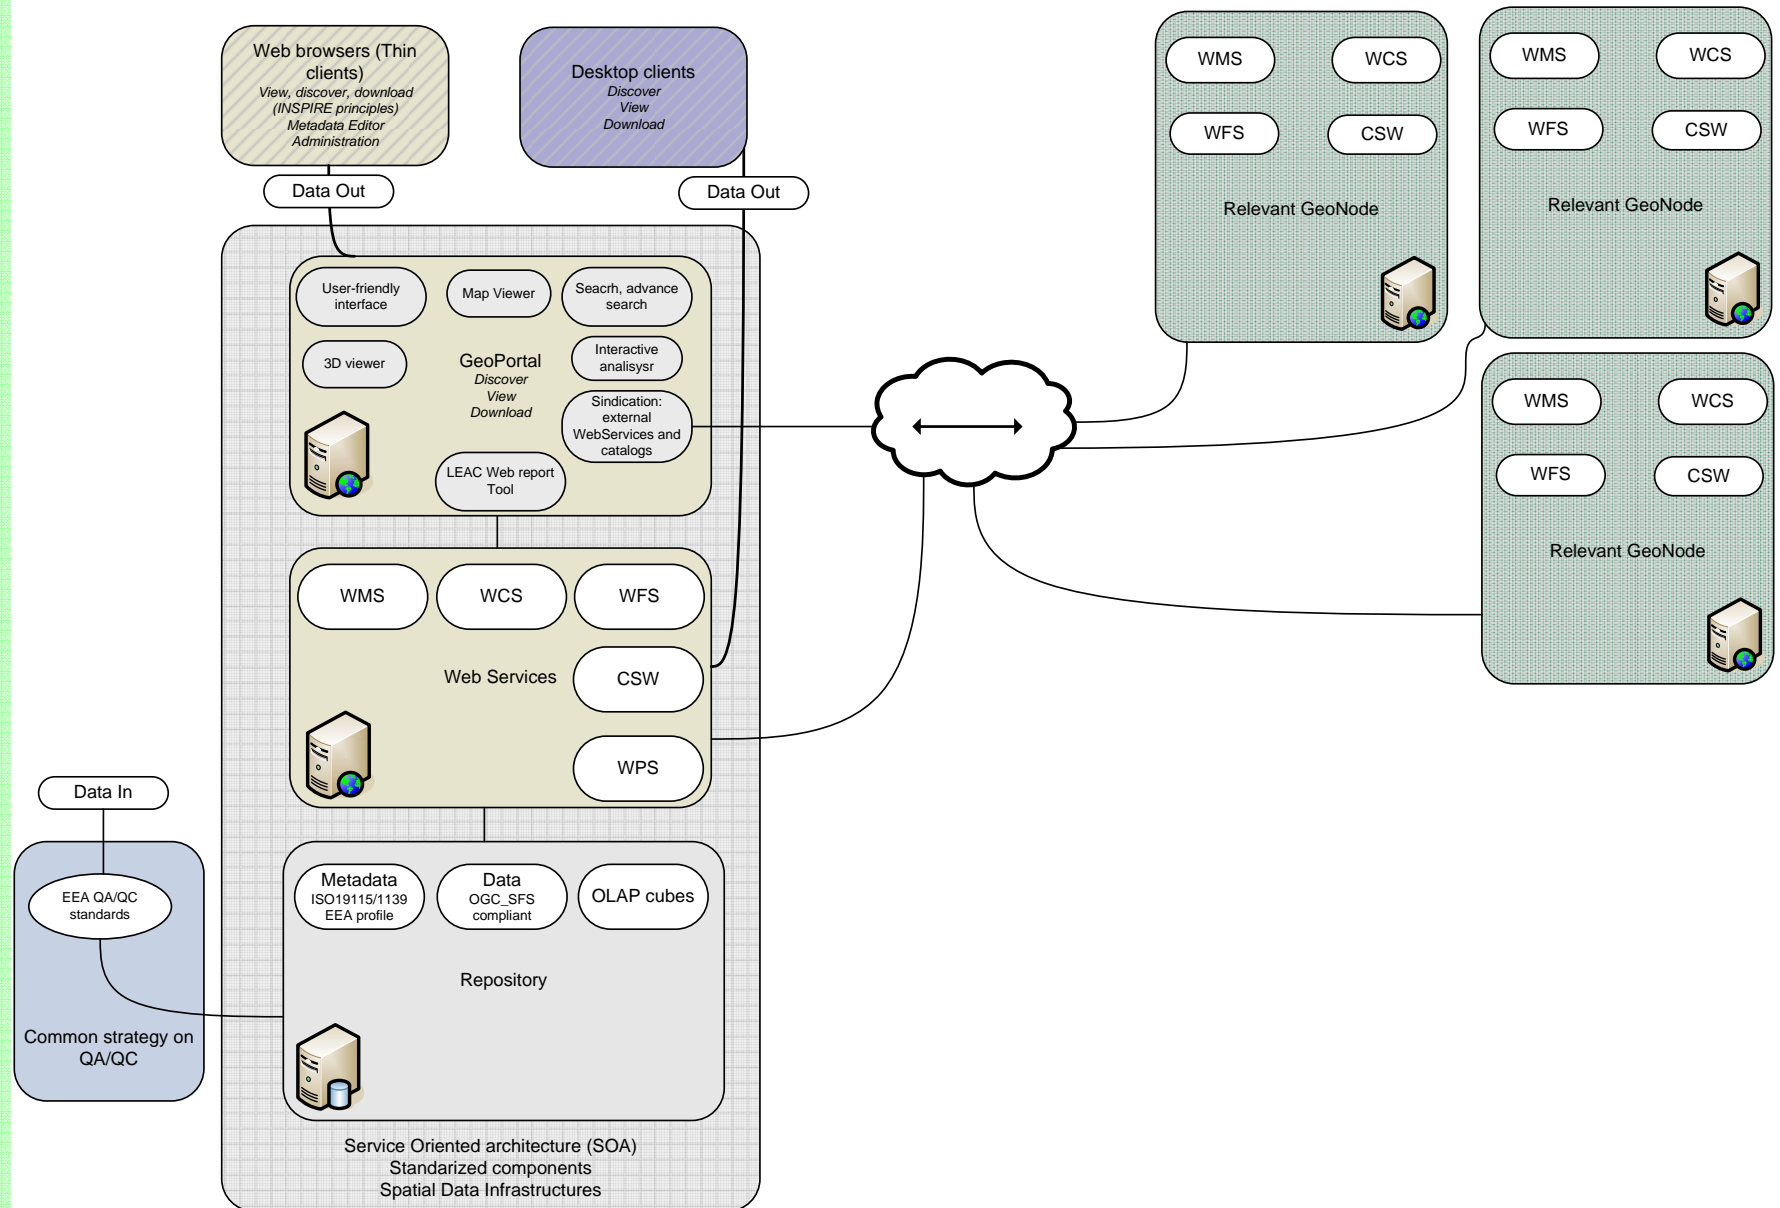 Web browsers (Thin
clients)
View, discover, download
(INSPIRE principles)
Metadata Editor
Administration
Desktop clients
Discover
View
Download
Data Out
Data Out
User-friendly
interface
Map Viewer
Seacrh, advance
search
3D viewer
GeoPortal
Discover
View
Download
Interactive
analisysr
Sindication:
external
WebServices and
catalogs
LEAC Web report
Tool
WMS
WCS
WFS
Web Services
CSW
WPS
Data In
EEA QA/QC
standards
Common strategy on
QA/QC
Metadata
ISO19115/1139
EEA profile
Data
OGC_SFS
compliant
OLAP cubes
Repository
Service Oriented architecture (SOA)
Standarized components
Spatial Data Infrastructures
WMS
WCS
WFS
CSW
Relevant GeoNode
WMS
WCS
WFS
CSW
Relevant GeoNode
WMS
WCS
WFS
CSW
Relevant GeoNode